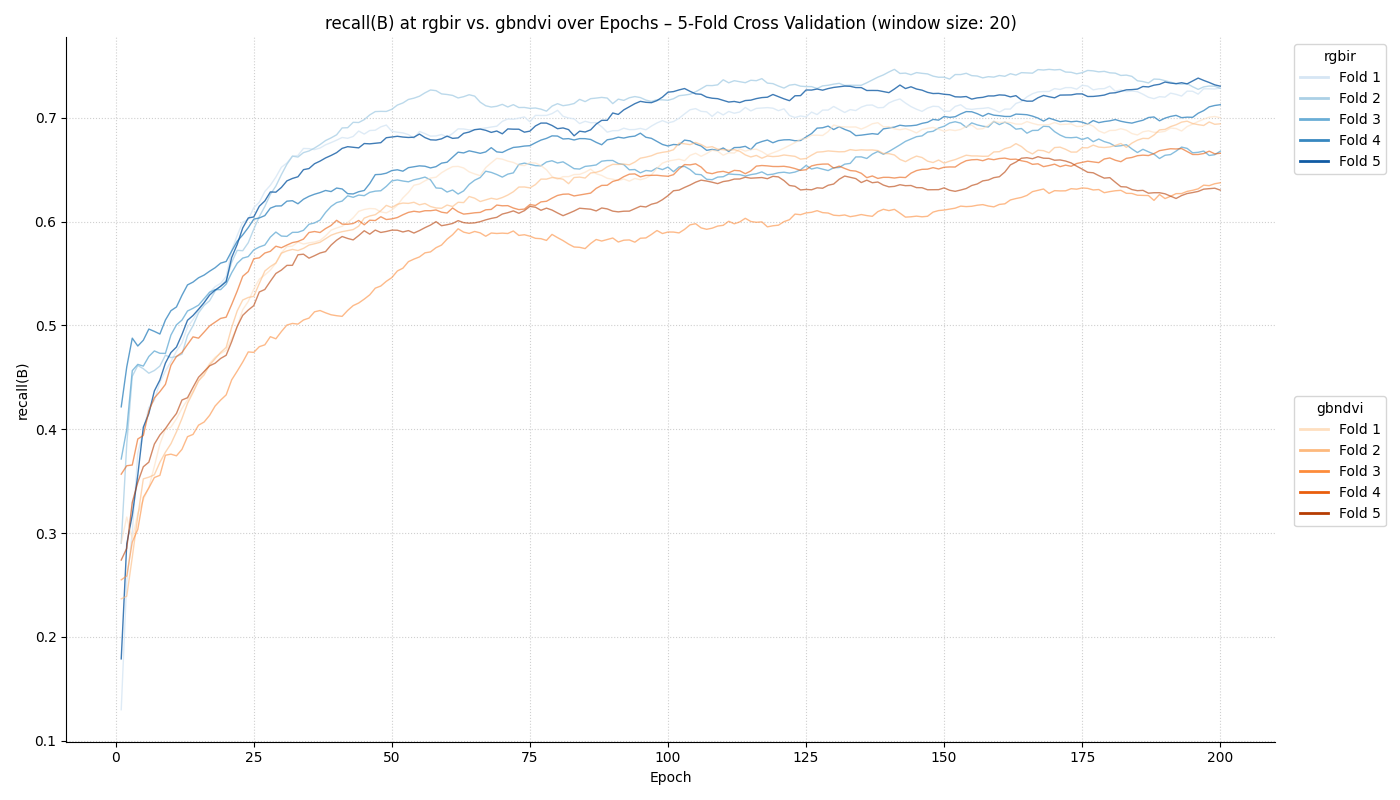 recall(B) at rgbir vs. gbndvi over Epochs – 5-Fold Cross Validation (window size: 20)
recall(B)
0.7
0.6
0.5
0.4
0.3
0.2
0.1
0 25 50 75 100 125 150 175 200
Epoch
rgbir
Fold 1
Fold 2
Fold 3
Fold 4
Fold 5
gbndvi
Fold 1
Fold 2
Fold 3
Fold 4
Fold 5